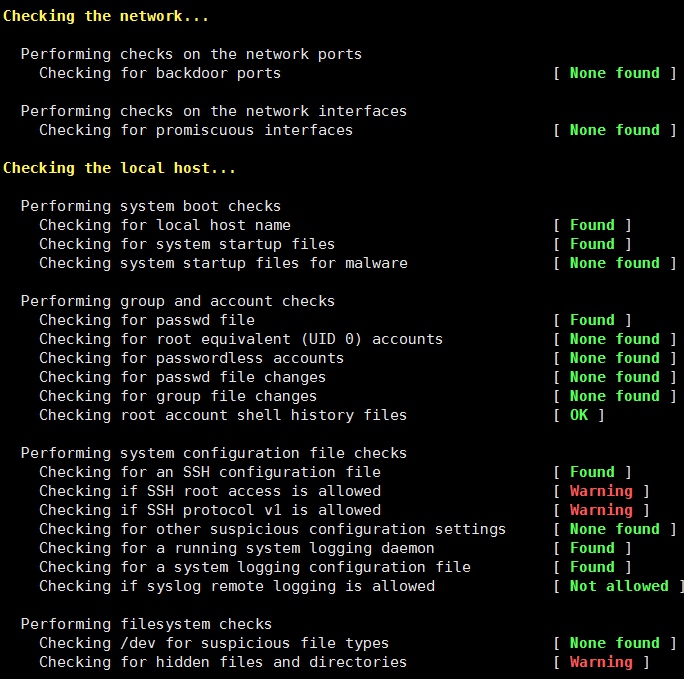 Checking the network...
Performing checks on the network ports
Checking for backdoor ports [ None found ]
Performing checks on the network interfaces
Checking for promiscuous interfaces [ None found ]
Checking the local host...
Performing system boot checks
Checking for local host name [ Found ]
Checking for system startup files [ Found ]
Checking system startup files for malware [ None found ]
Performing group and account checks
Checking for passwd file [ Found ]
Checking for root equivalent (UID 0) accounts [ None found ]
Checking for passwordless accounts [ None found ]
Checking for passwd file changes [ None found ]
Checking for group file changes [ None found ]
Checking root account shell history files [ OK ]
Performing system configuration file checks
Checking for an SSH configuration file [ Found ]
Checking if SSH root access is allowed [ Warning ]
Checking if SSH protocol v1 is allowed [ Warning ]
Checking for other suspicious configuration settings [ None found ]
Checking for a running system logging daemon [ Found ]
Checking for a system logging configuration file [ Found ]
Checking if syslog remote logging is allowed [ Not allowed ]
Performing filesystem checks
Checking /dev for suspicious file types [ None found ]
Checking for hidden files and directories [ Warning ]